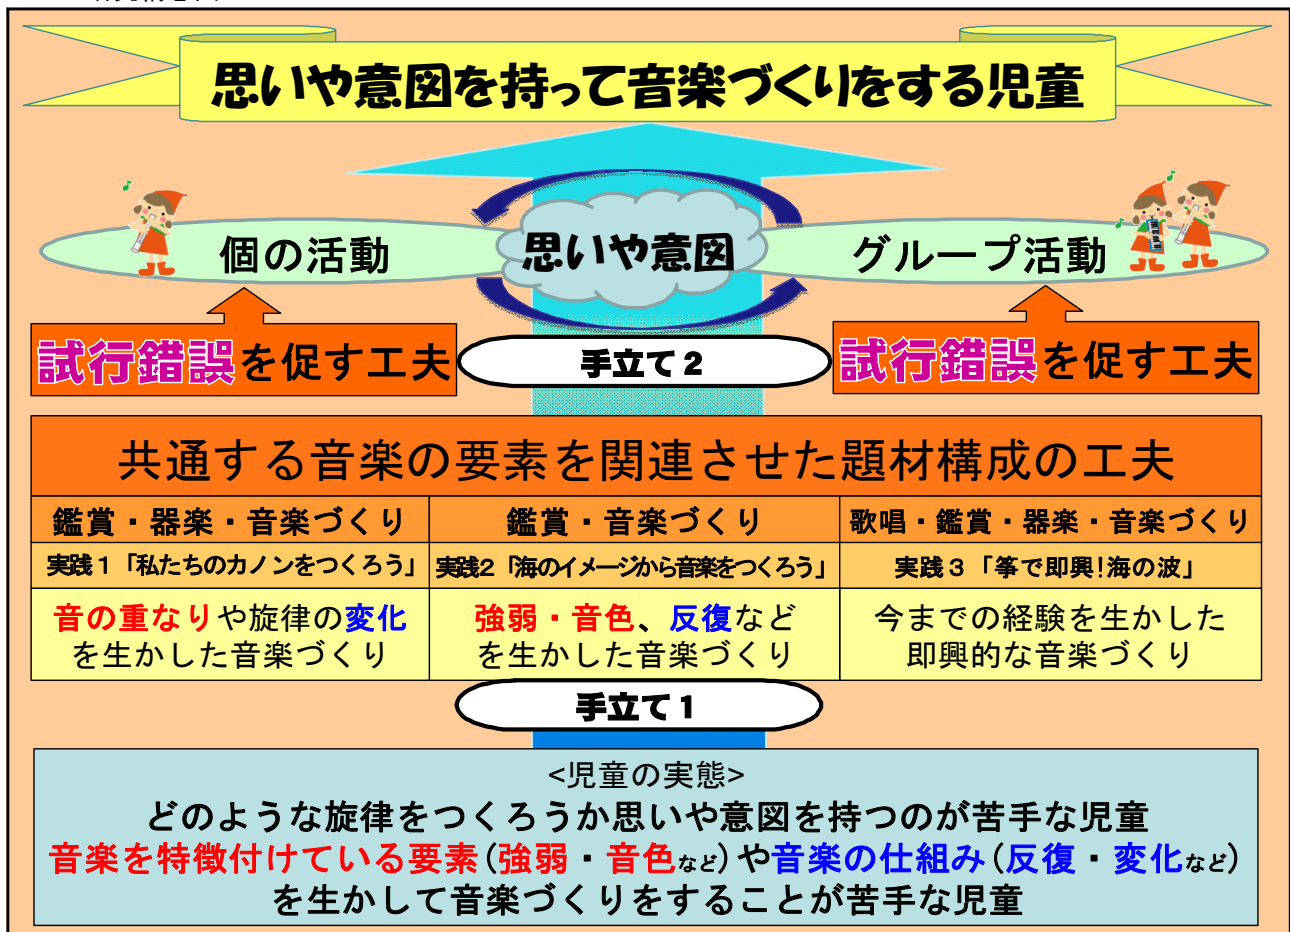 思いや意図を持って音楽づくりをする児童
個の活動
思いや意図
グループ活動
試行錯誤を促す工夫
手立て２
試行錯誤を促す工夫
共通する音楽の要素を関連させた題材構成の工夫
鑑賞・器楽・音楽づくり
鑑賞・音楽づくり
歌唱・鑑賞・器楽・音楽づくり
実践１「私たちのカノンをつくろう」
実践２「海のイメージから音楽をつくろう」
実践３「箏で即興!海の波」
音の重なりや旋律の変化
を生かした音楽づくり
強弱・音色、反復など
を生かした音楽づくり
今までの経験を生かした
即興的な音楽づくり
手立て１
<児童の実態>
どのような旋律をつくろうか思いや意図を持つのが苦手な児童
音楽を特徴付けている要素(強弱・音色など)や音楽の仕組み(反復・変化など)
を生かして音楽づくりをすることが苦手な児童